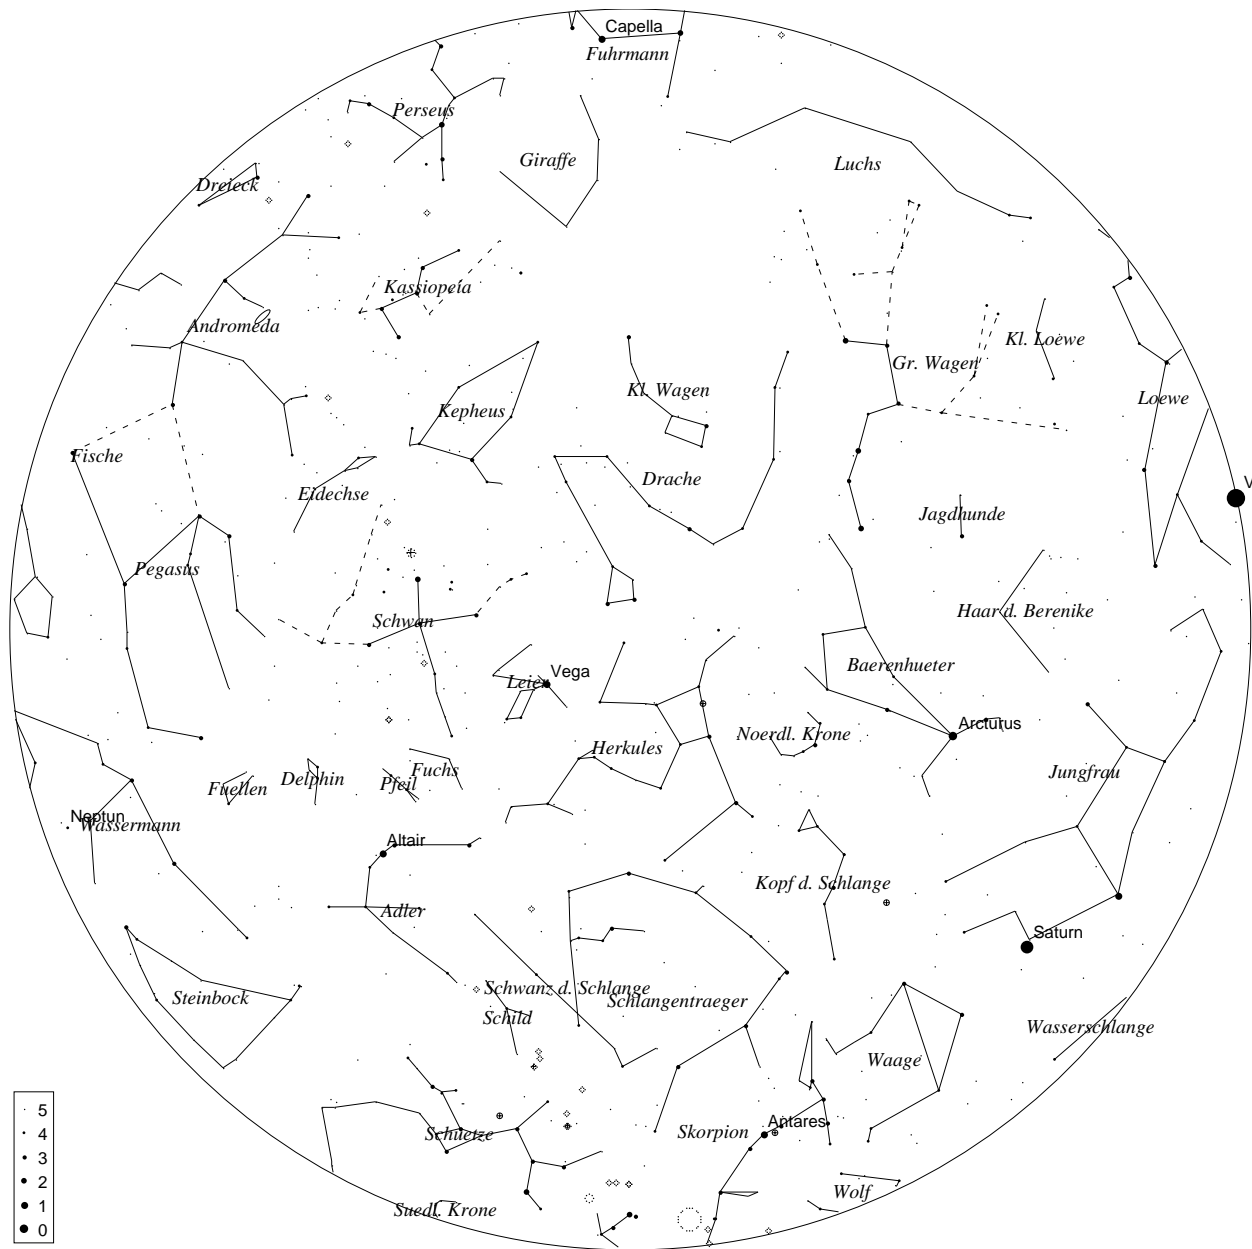 Capella
Fuhrmann
Perseus
Giraffe
Luchs
Dreieck
Kassiopeia
Andromeda
Kl. Loewe
Gr. Wagen
Kl. Wagen
Loewe
Kepheus
Fische
Drache
V
Eidechse
Jagdhunde
Pegasus
Haar d. Berenike
Schwan
Baerenhueter
Leier
Vega
Arcturus
Noerdl. Krone
Herkules
Fuchs
Jungfrau
Delphin
Pfeil
Fuellen
Neptun
Wassermann
Altair
Kopf d. Schlange
Adler
Saturn
Schwanz d. Schlange
Steinbock
Schlangentraeger
Schild
Wasserschlange
Waage
5
4
3
2
1
0
Antares
Skorpion
Schuetze
Wolf
Suedl. Krone